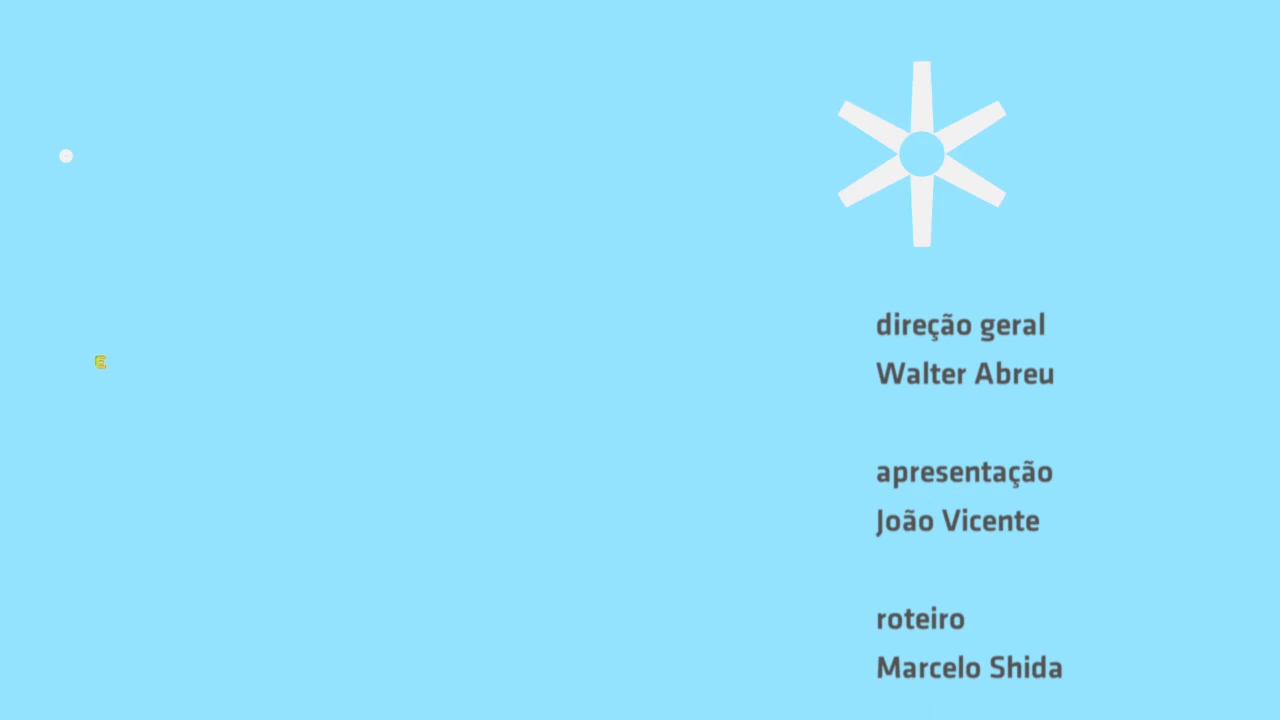 E
direção geral
Walter Abreu
apresentação
João Vicente
roteiro
Marcelo Shida